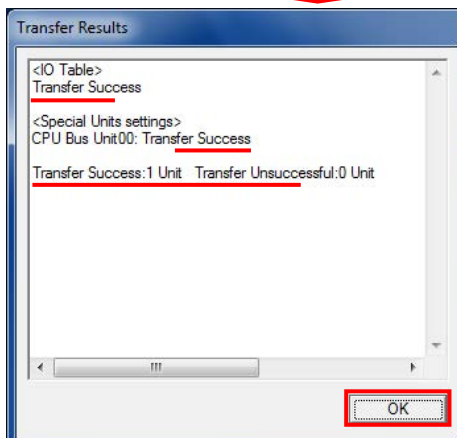 Transfer Results
<IO Table>
Transfer Success
<Special Units settings>
CPU Bus Unit00: Transfer Success
Transfer Success:1 Unit   Transfer Unsuccessful:0 Unit
OK